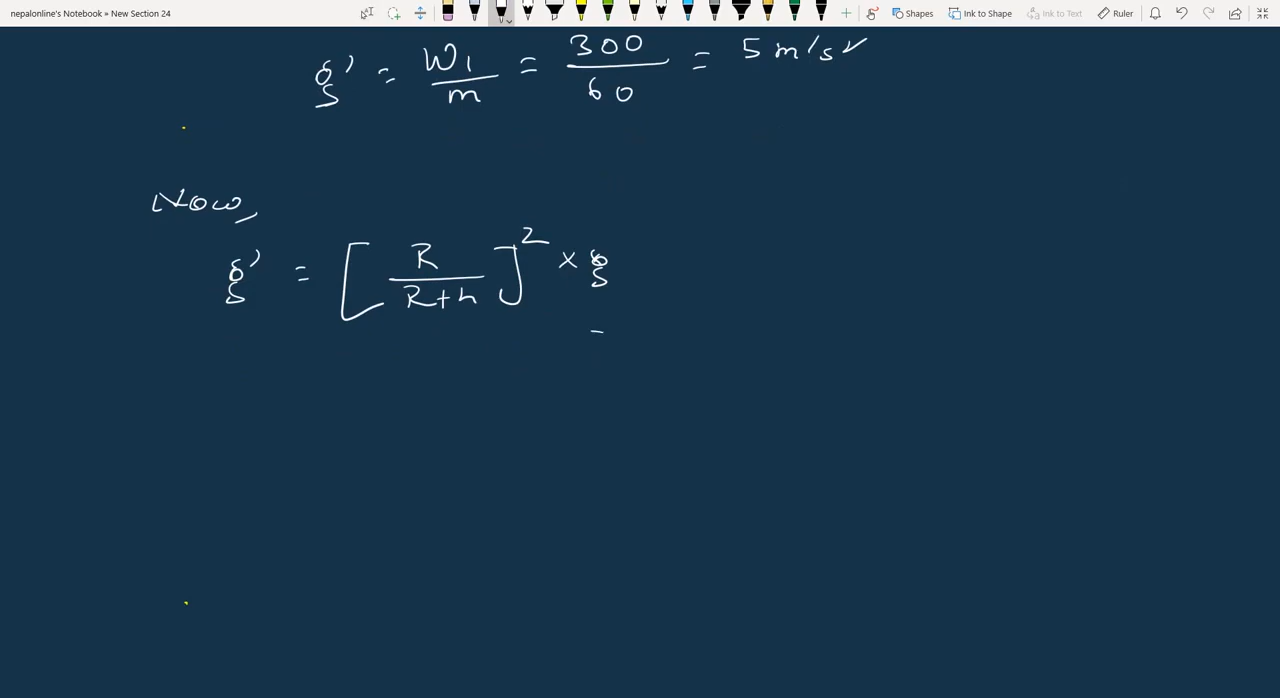 nepalonline's Notebook » New Section 24
Shapes Ink to Shape Ink to Text Ruler
g' = W1/m = 300/60 = 5 m/s²
Now,
g' = [R/R+h]² × g